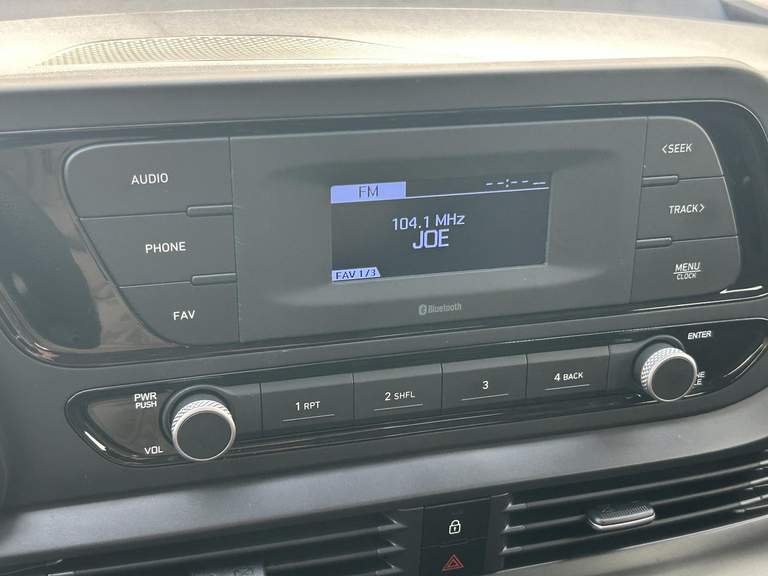 AUDIO
PHONE
FAV
FM
--:--
104.1 MHz
JOE
FAV 1/3
Bluetooth
<SEEK
TRACK>
MENU
CLOCK
PWR
PUSH
VOL
1 RPT
2 SHFL
3
4 BACK
ENTER